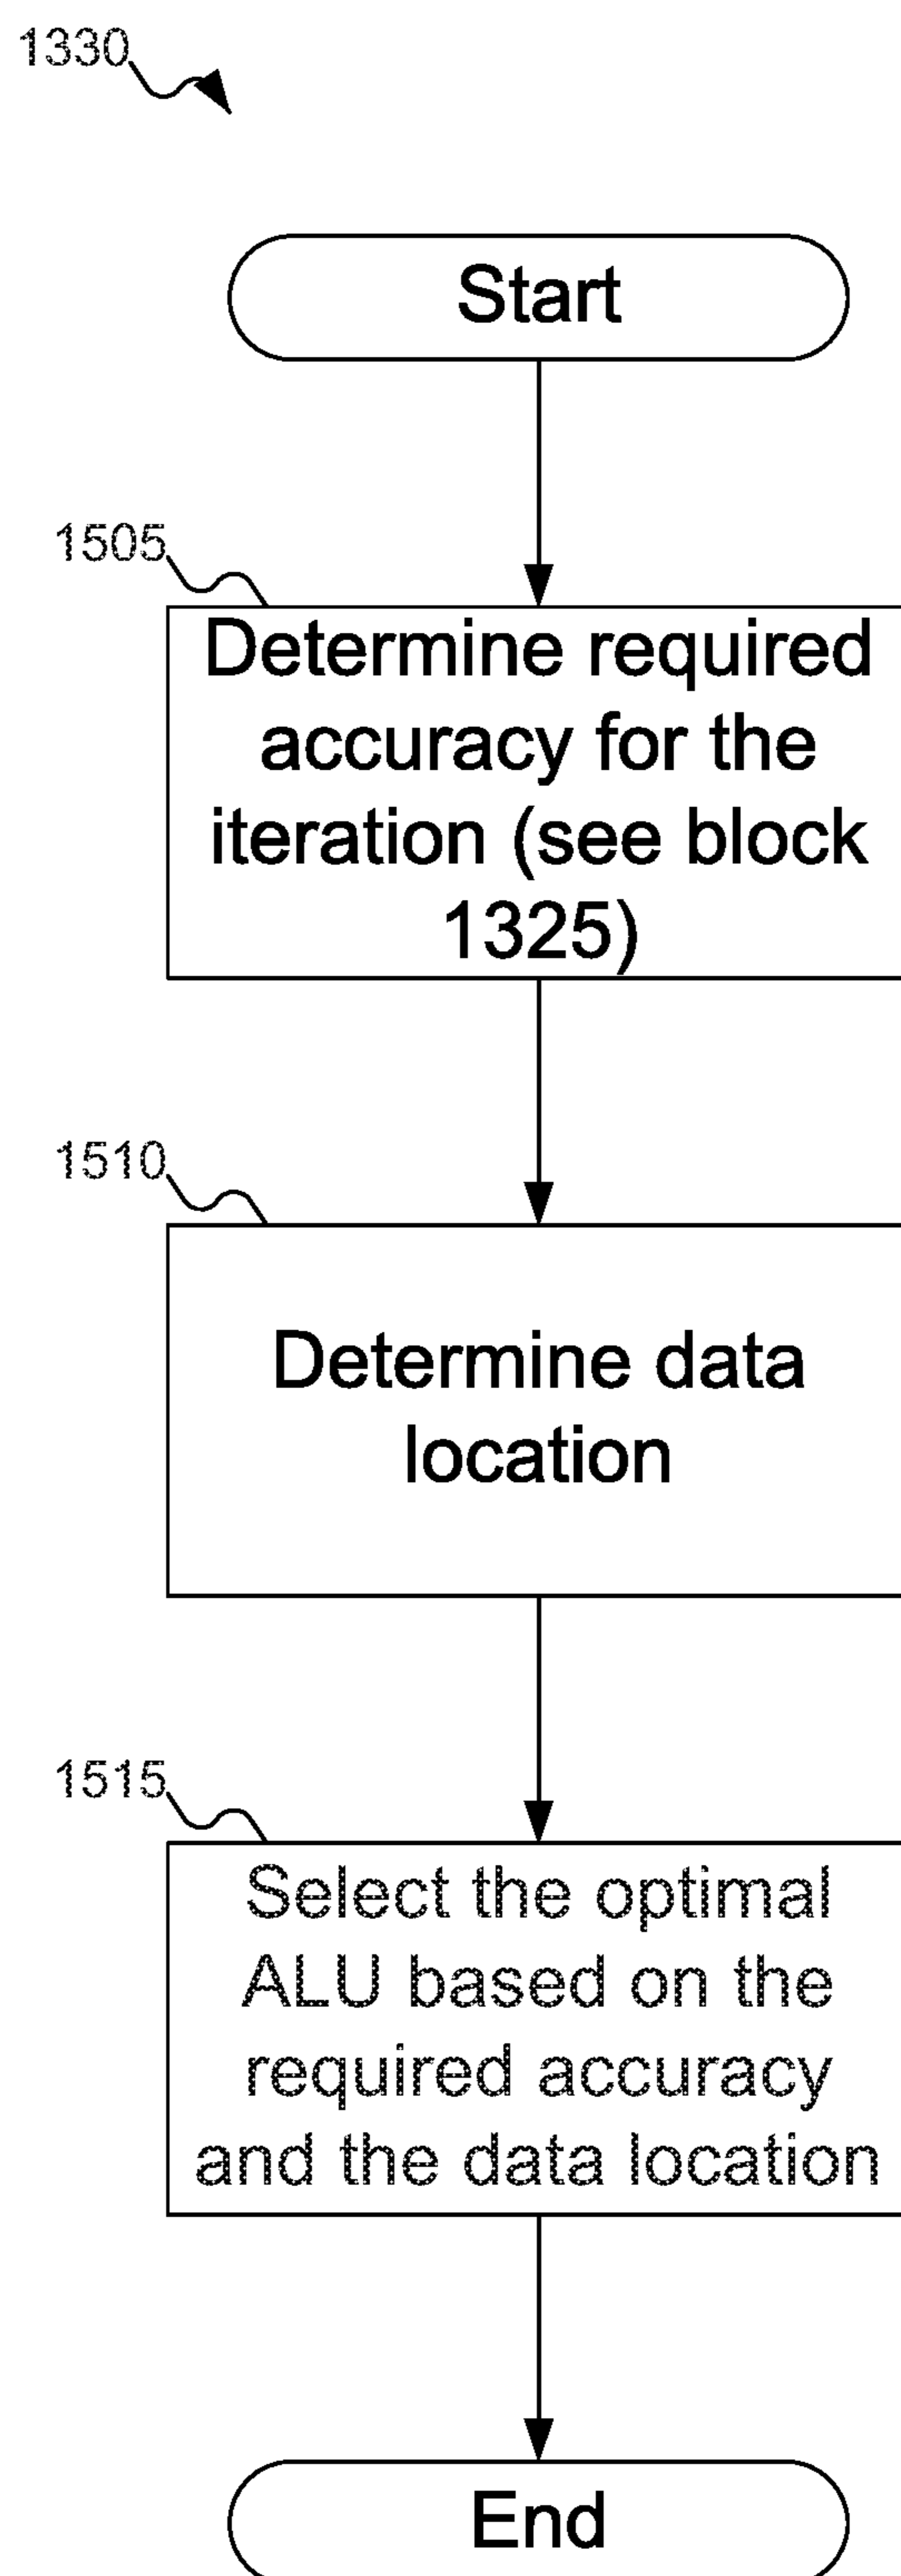 1330
Start
1505
Determine required
accuracy for the
iteration (see block
1325)
1510
Determine data
location
1515
Select the optimal
ALU based on the
required accuracy
and the data location
End